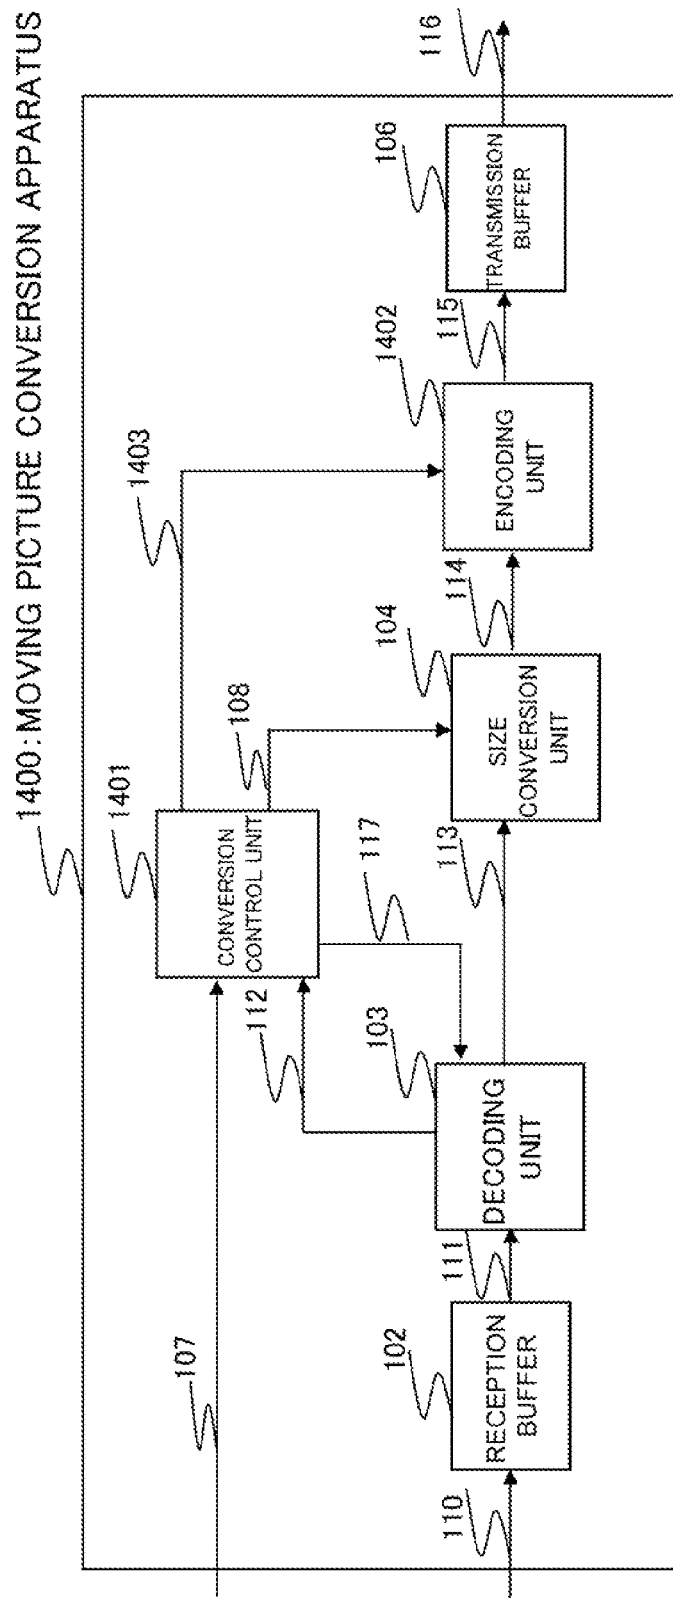 1400: MOVING PICTURE CONVERSION APPARATUS
1401
CONVERSION
CONTROL UNIT
1403
107
112
117
108
110
102
RECEPTION
BUFFER
111
103
DECODING
UNIT
113
104
SIZE
CONVERSION
UNIT
114
1402
ENCODING
UNIT
115
106
TRANSMISSION
BUFFER
116